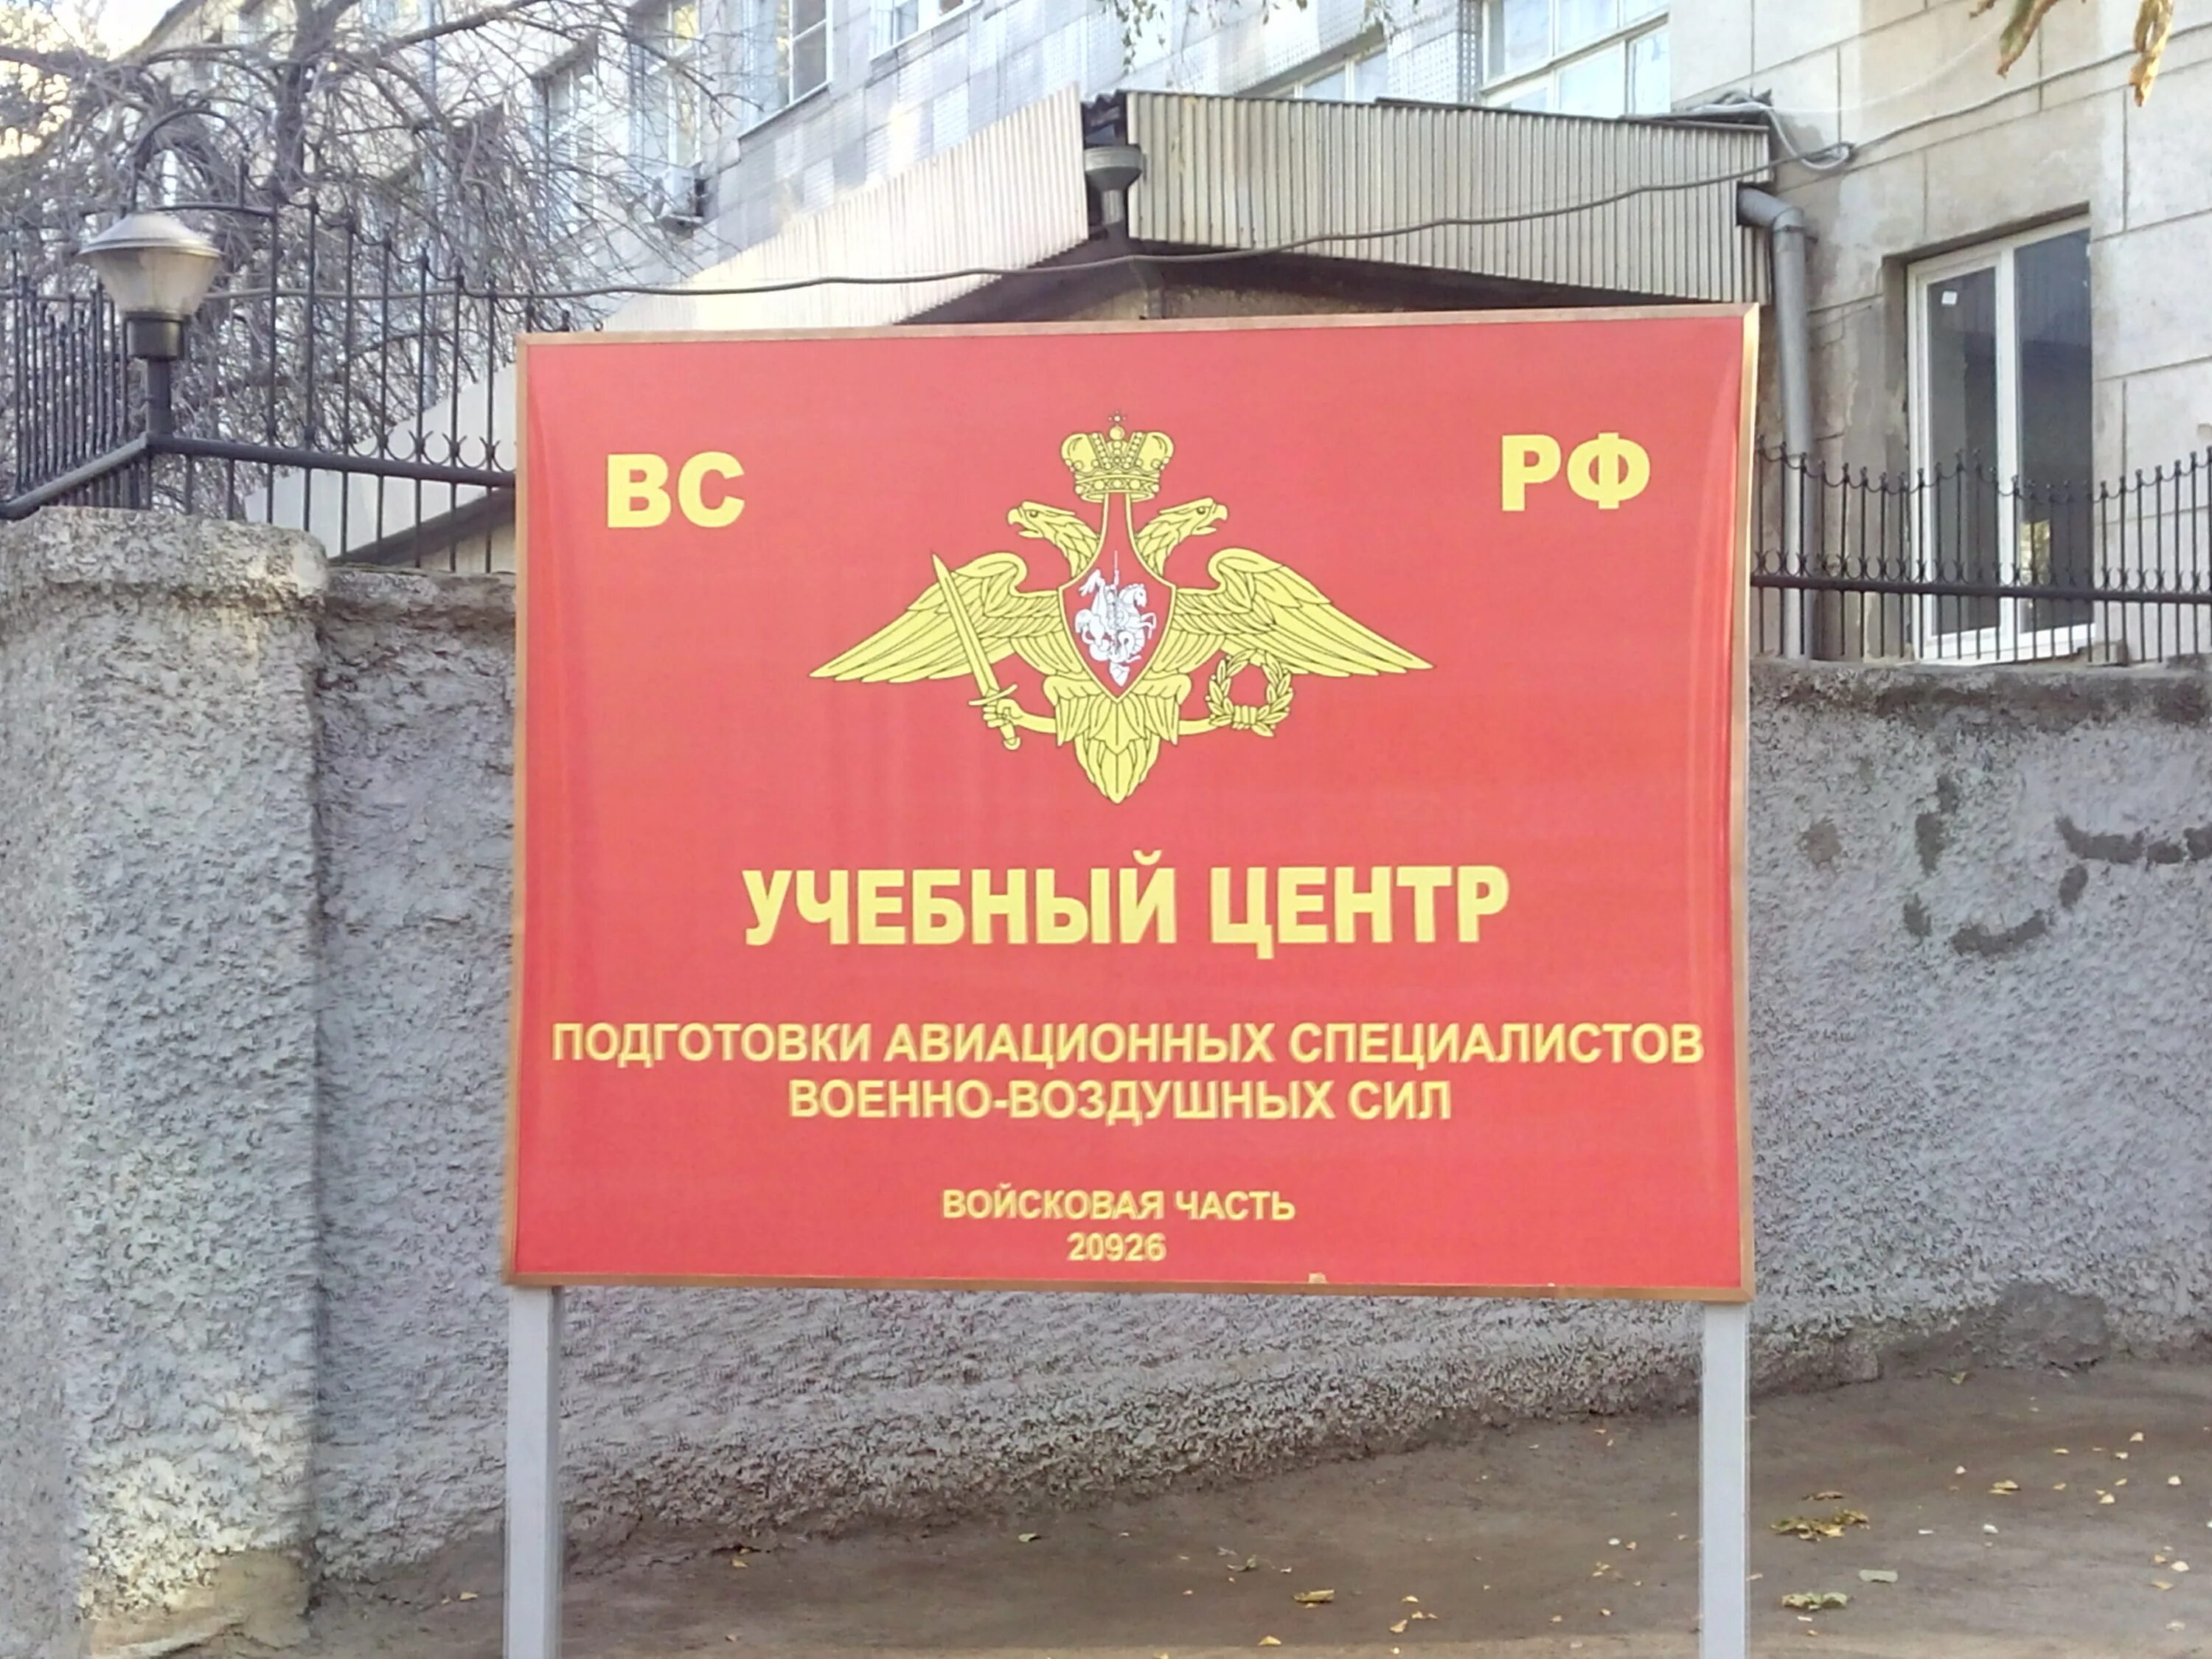 ВС РФ
УЧЕБНЫЙ ЦЕНТР
ПОДГОТОВКИ АВИАЦИОННЫХ СПЕЦИАЛИСТОВ
ВОЕННО-ВОЗДУШНЫХ СИЛ
ВОЙСКОВАЯ ЧАСТЬ
20926